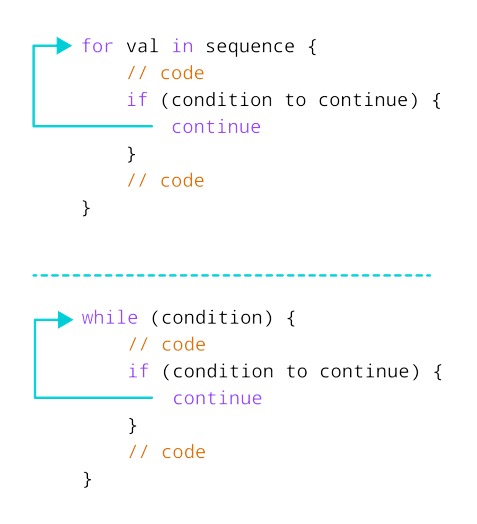 for val in sequence {
// code
if (condition to continue) {
continue
}
// code
}
while (condition) {
// code
if (condition to continue) {
continue
}
// code
}